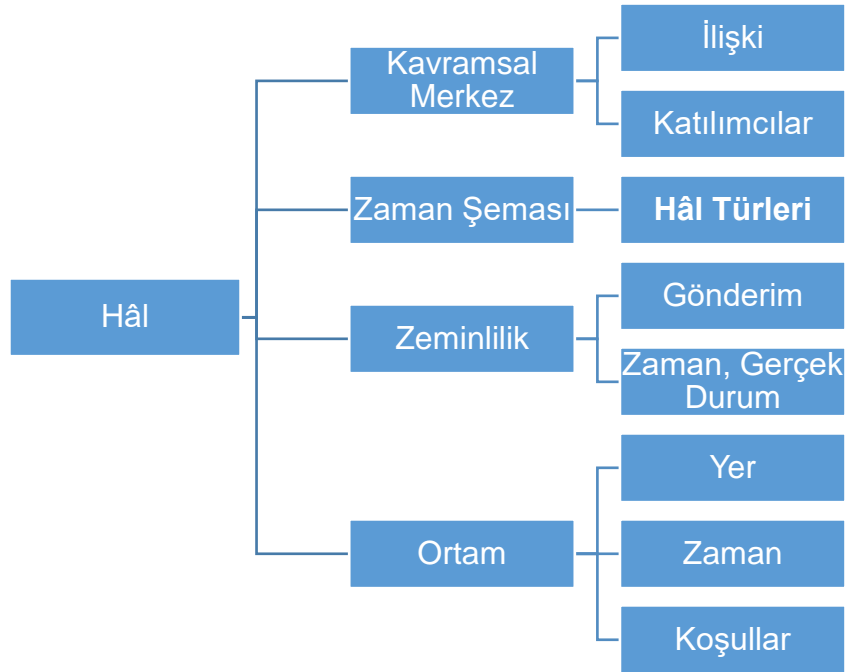 Hâl
Kavramsal
Merkez
İlişki
Katılımcılar
Zaman Şeması
Hâl Türleri
Zeminlilik
Gönderim
Zaman, Gerçek
Durum
Ortam
Yer
Zaman
Koşullar